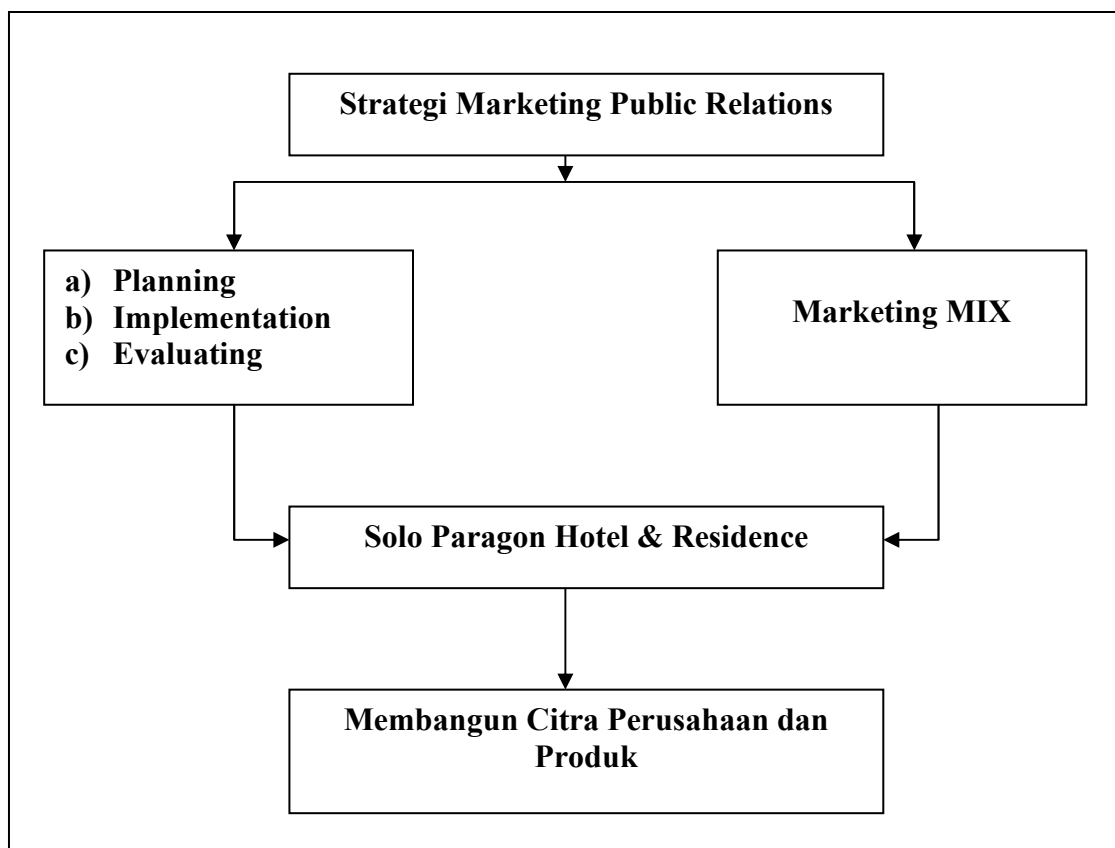 Strategi Marketing Public Relations
a) Planning
b) Implementation
c) Evaluating
Marketing MIX
Solo Paragon Hotel & Residence
Membangun Citra Perusahaan dan
Produk